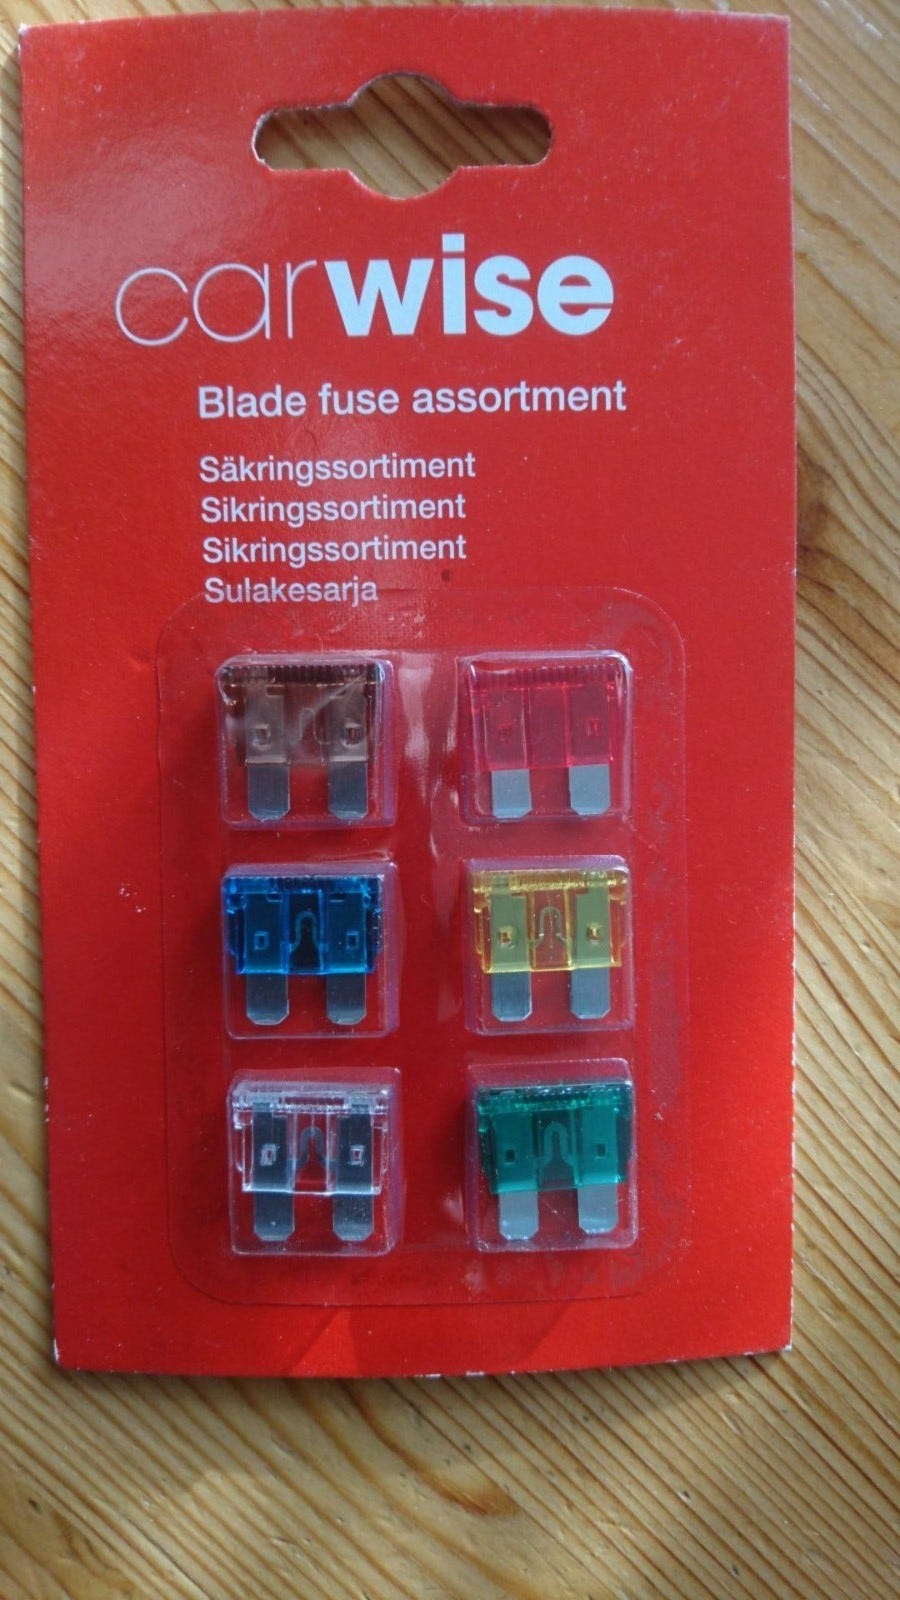 carwise
Blade fuse assortment
Säkringssortiment
Sikringssortiment
Sikringssortiment
Sulakesarja